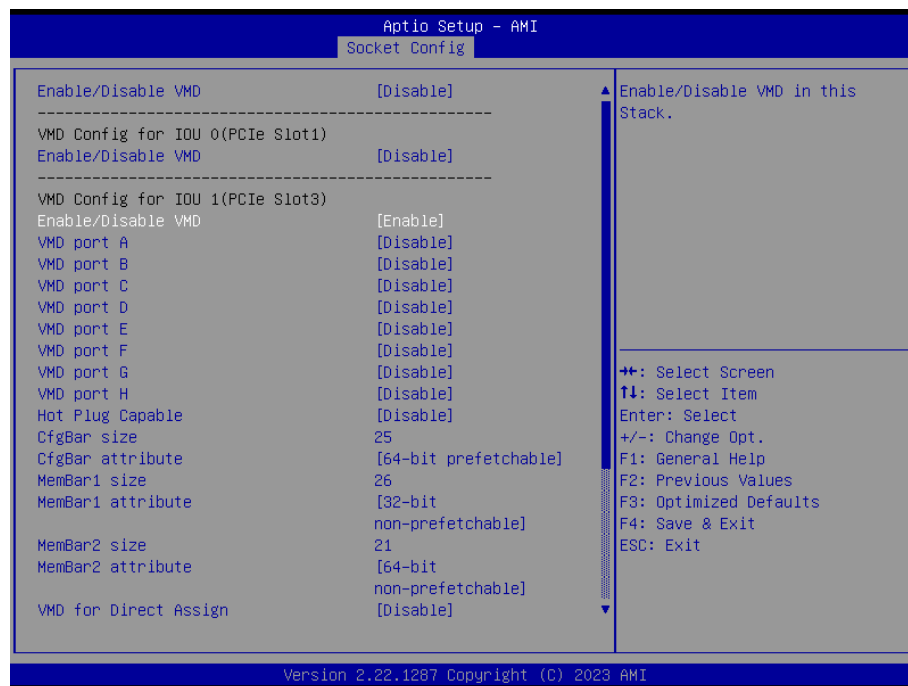 Aptio Setup – AMI
Socket Config
Enable/Disable VMD [Disable]
------------------------------------------------
VMD Config for IOU 0(PCIe Slot1)
Enable/Disable VMD [Disable]
------------------------------------------------
VMD Config for IOU 1(PCIe Slot3)
Enable/Disable VMD [Enable]
VMD port A [Disable]
VMD port B [Disable]
VMD port C [Disable]
VMD port D [Disable]
VMD port E [Disable]
VMD port F [Disable]
VMD port G [Disable]
VMD port H [Disable]
Hot Plug Capable [Disable]
CfgBar size 25
CfgBar attribute [64-bit prefetchable]
MemBar1 size 26
MemBar1 attribute [32-bit
non-prefetchable]
MemBar2 size 21
MemBar2 attribute [64-bit
non-prefetchable]
VMD for Direct Assign [Disable]
Enable/Disable VMD in this
Stack.
→←: Select Screen
↑↓: Select Item
Enter: Select
+/-: Change Opt.
F1: General Help
F2: Previous Values
F3: Optimized Defaults
F4: Save & Exit
ESC: Exit
Version 2.22.1287 Copyright (C) 2023 AMI